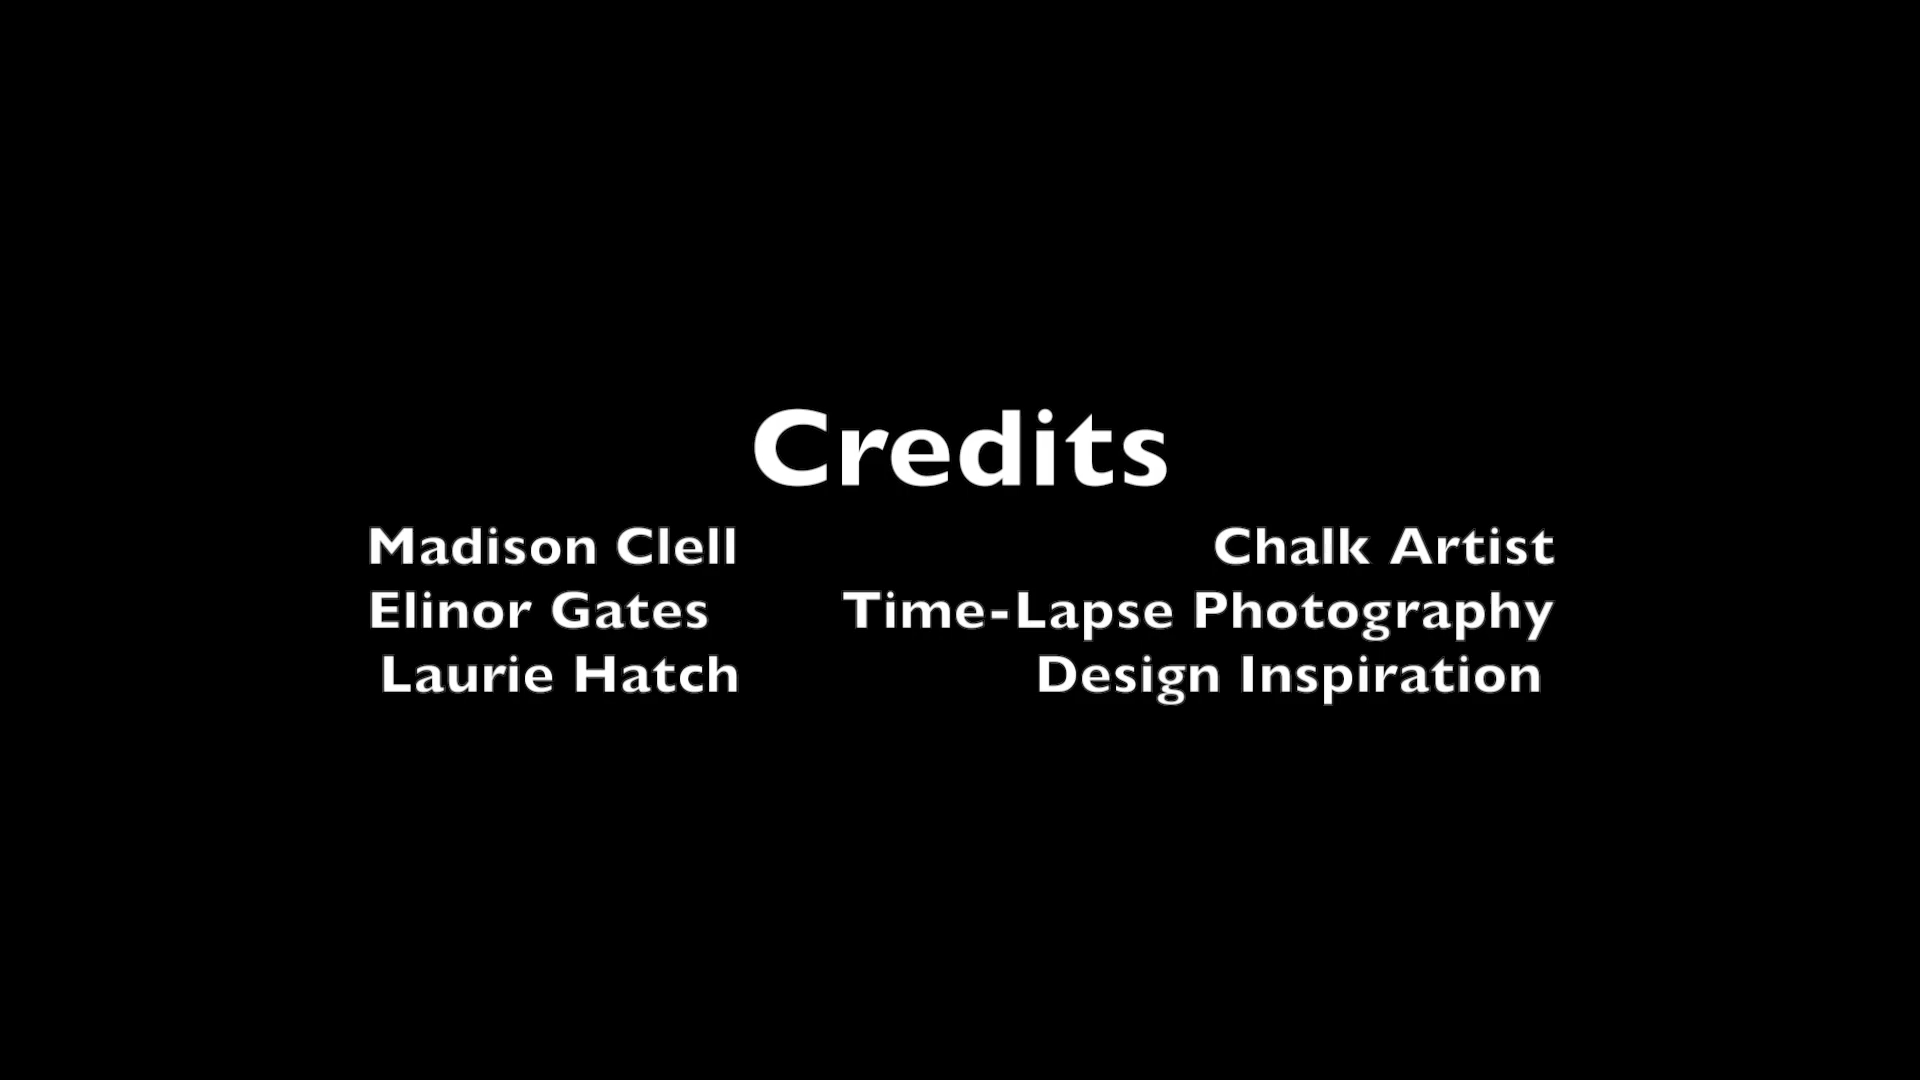 Credits
Madison Clell Chalk Artist
Elinor Gates Time-Lapse Photography
Laurie Hatch Design Inspiration